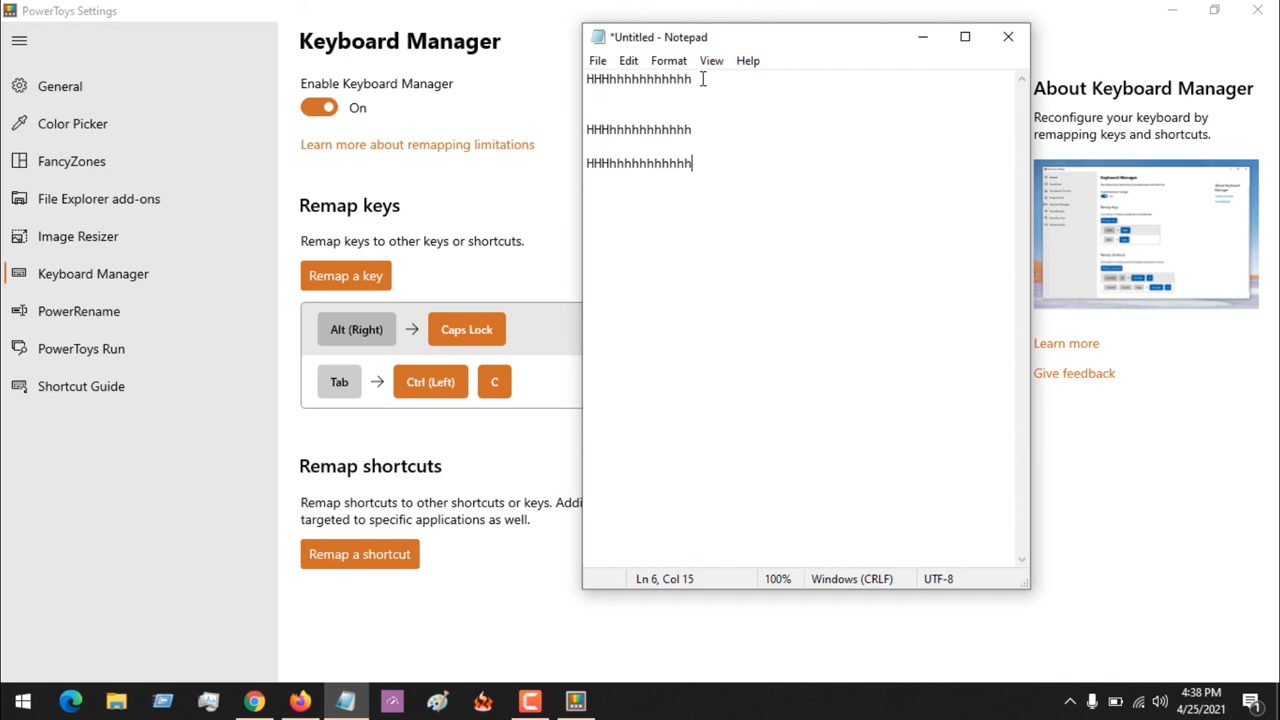 PowerToys Settings
General
Color Picker
FancyZones
File Explorer add-ons
Image Resizer
Keyboard Manager
PowerRename
PowerToys Run
Shortcut Guide
Keyboard Manager
Enable Keyboard Manager
On
Learn more about remapping limitations
Remap keys
Remap keys to other keys or shortcuts.
Remap a key
Alt (Right)
Caps Lock
Tab
Ctrl (Left)
C
Remap shortcuts
Remap shortcuts to other shortcuts or keys. Addi
targeted to specific applications as well.
Remap a shortcut
*Untitled - Notepad
File Edit Format View Help
HHHhhhhhhhhhhh
HHHhhhhhhhhhhh
HHHhhhhhhhhhhh
Ln 6, Col 15
100%
Windows (CRLF)
UTF-8
About Keyboard Manager
Reconfigure your keyboard by
remapping keys and shortcuts.
Keyboard Manager
Remap keys
Learn more
Give feedback
4:38 PM
4/25/2021
1